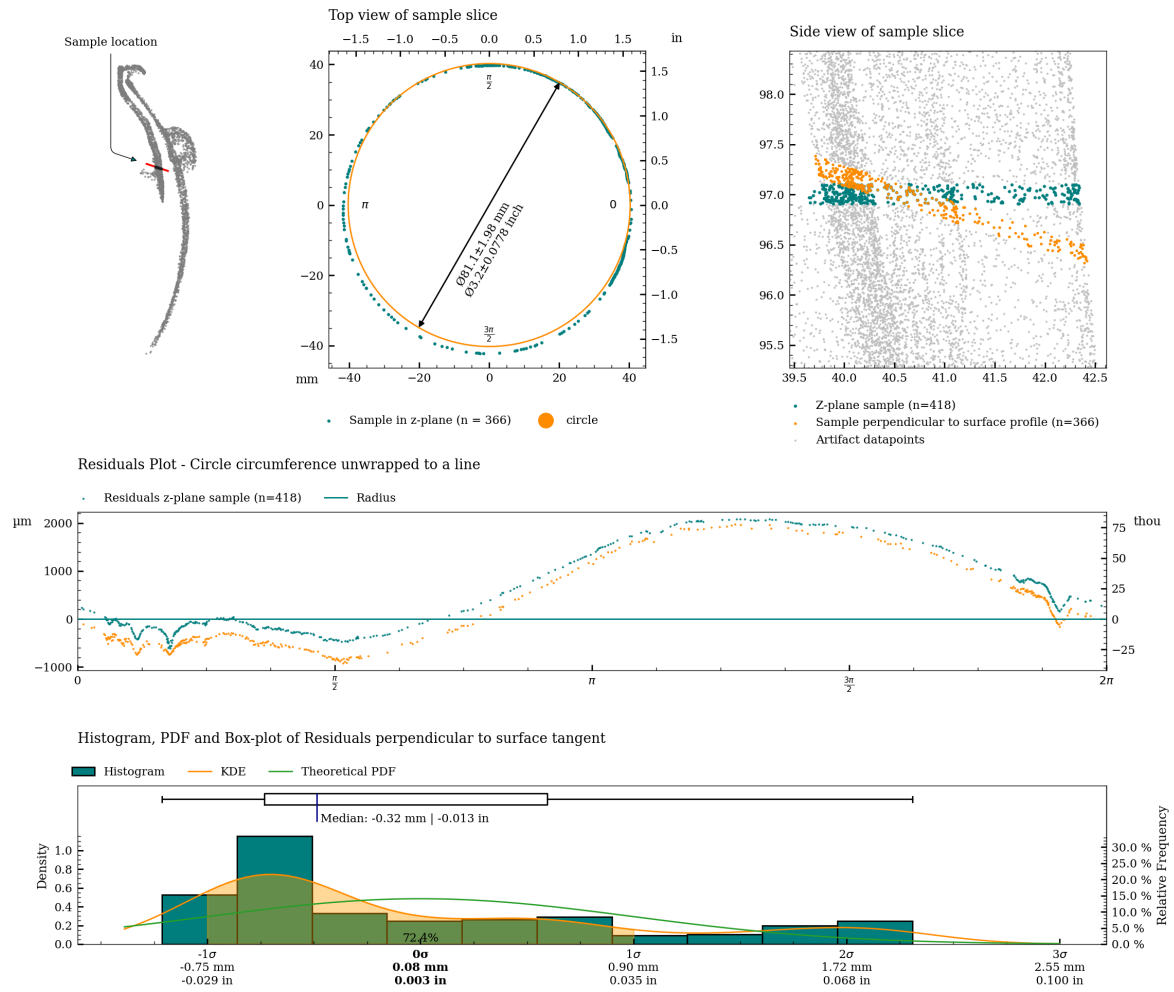 Sample location
Top view of sample slice
−1.5 −1.0 −0.5 0.0 0.5 1.0 1.5 in
40
20
0
−20
−40
mm −40 −20 0 20 40
1.5
1.0
0.5
0.0
−0.5
−1.0
−1.5
π/2
π
0
3π/2
Ø81.1±1.98 mm
Ø3.2±0.0778 inch
Sample in z-plane (n = 366) circle
Side view of sample slice
98.0
97.5
97.0
96.5
96.0
95.5
39.5 40.0 40.5 41.0 41.5 42.0 42.5
Z-plane sample (n=418)
Sample perpendicular to surface profile (n=366)
Artifact datapoints
Residuals Plot - Circle circumference unwrapped to a line
Residuals z-plane sample (n=418) Radius
µm thou
2000
1000
0
−1000
75
50
25
0
−25
0 π/2 π 3π/2 2π
Histogram, PDF and Box-plot of Residuals perpendicular to surface tangent
Histogram KDE Theoretical PDF
Median: -0.32 mm | -0.013 in
Density
1.0
0.8
0.6
0.4
0.2
0.0
Relative Frequency
30.0 %
25.0 %
20.0 %
15.0 %
10.0 %
5.0 %
0.0 %
72.4%
-1σ 0σ 1σ 2σ 3σ
-0.75 mm 0.08 mm 0.90 mm 1.72 mm 2.55 mm
-0.029 in 0.003 in 0.035 in 0.068 in 0.100 in